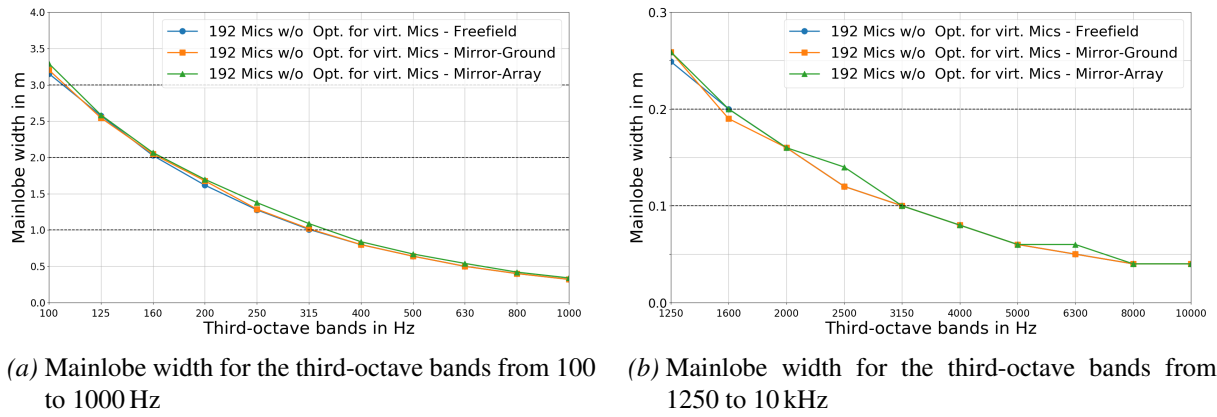 192 Mics w/o Opt. for virt. Mics - Freefield
192 Mics w/o Opt. for virt. Mics - Mirror-Ground
192 Mics w/o Opt. for virt. Mics - Mirror-Array
Mainlobe width in m
4.0
3.5
3.0
2.5
2.0
1.5
1.0
0.5
0.0
100 125 160 200 250 315 400 500 630 800 1000
Third-octave bands in Hz
(a) Mainlobe width for the third-octave bands from 100
to 1000 Hz
192 Mics w/o Opt. for virt. Mics - Freefield
192 Mics w/o Opt. for virt. Mics - Mirror-Ground
192 Mics w/o Opt. for virt. Mics - Mirror-Array
Mainlobe width in m
0.3
0.2
0.1
0.0
1250 1600 2000 2500 3150 4000 5000 6300 8000 10000
Third-octave bands in Hz
(b) Mainlobe width for the third-octave bands from
1250 to 10 kHz